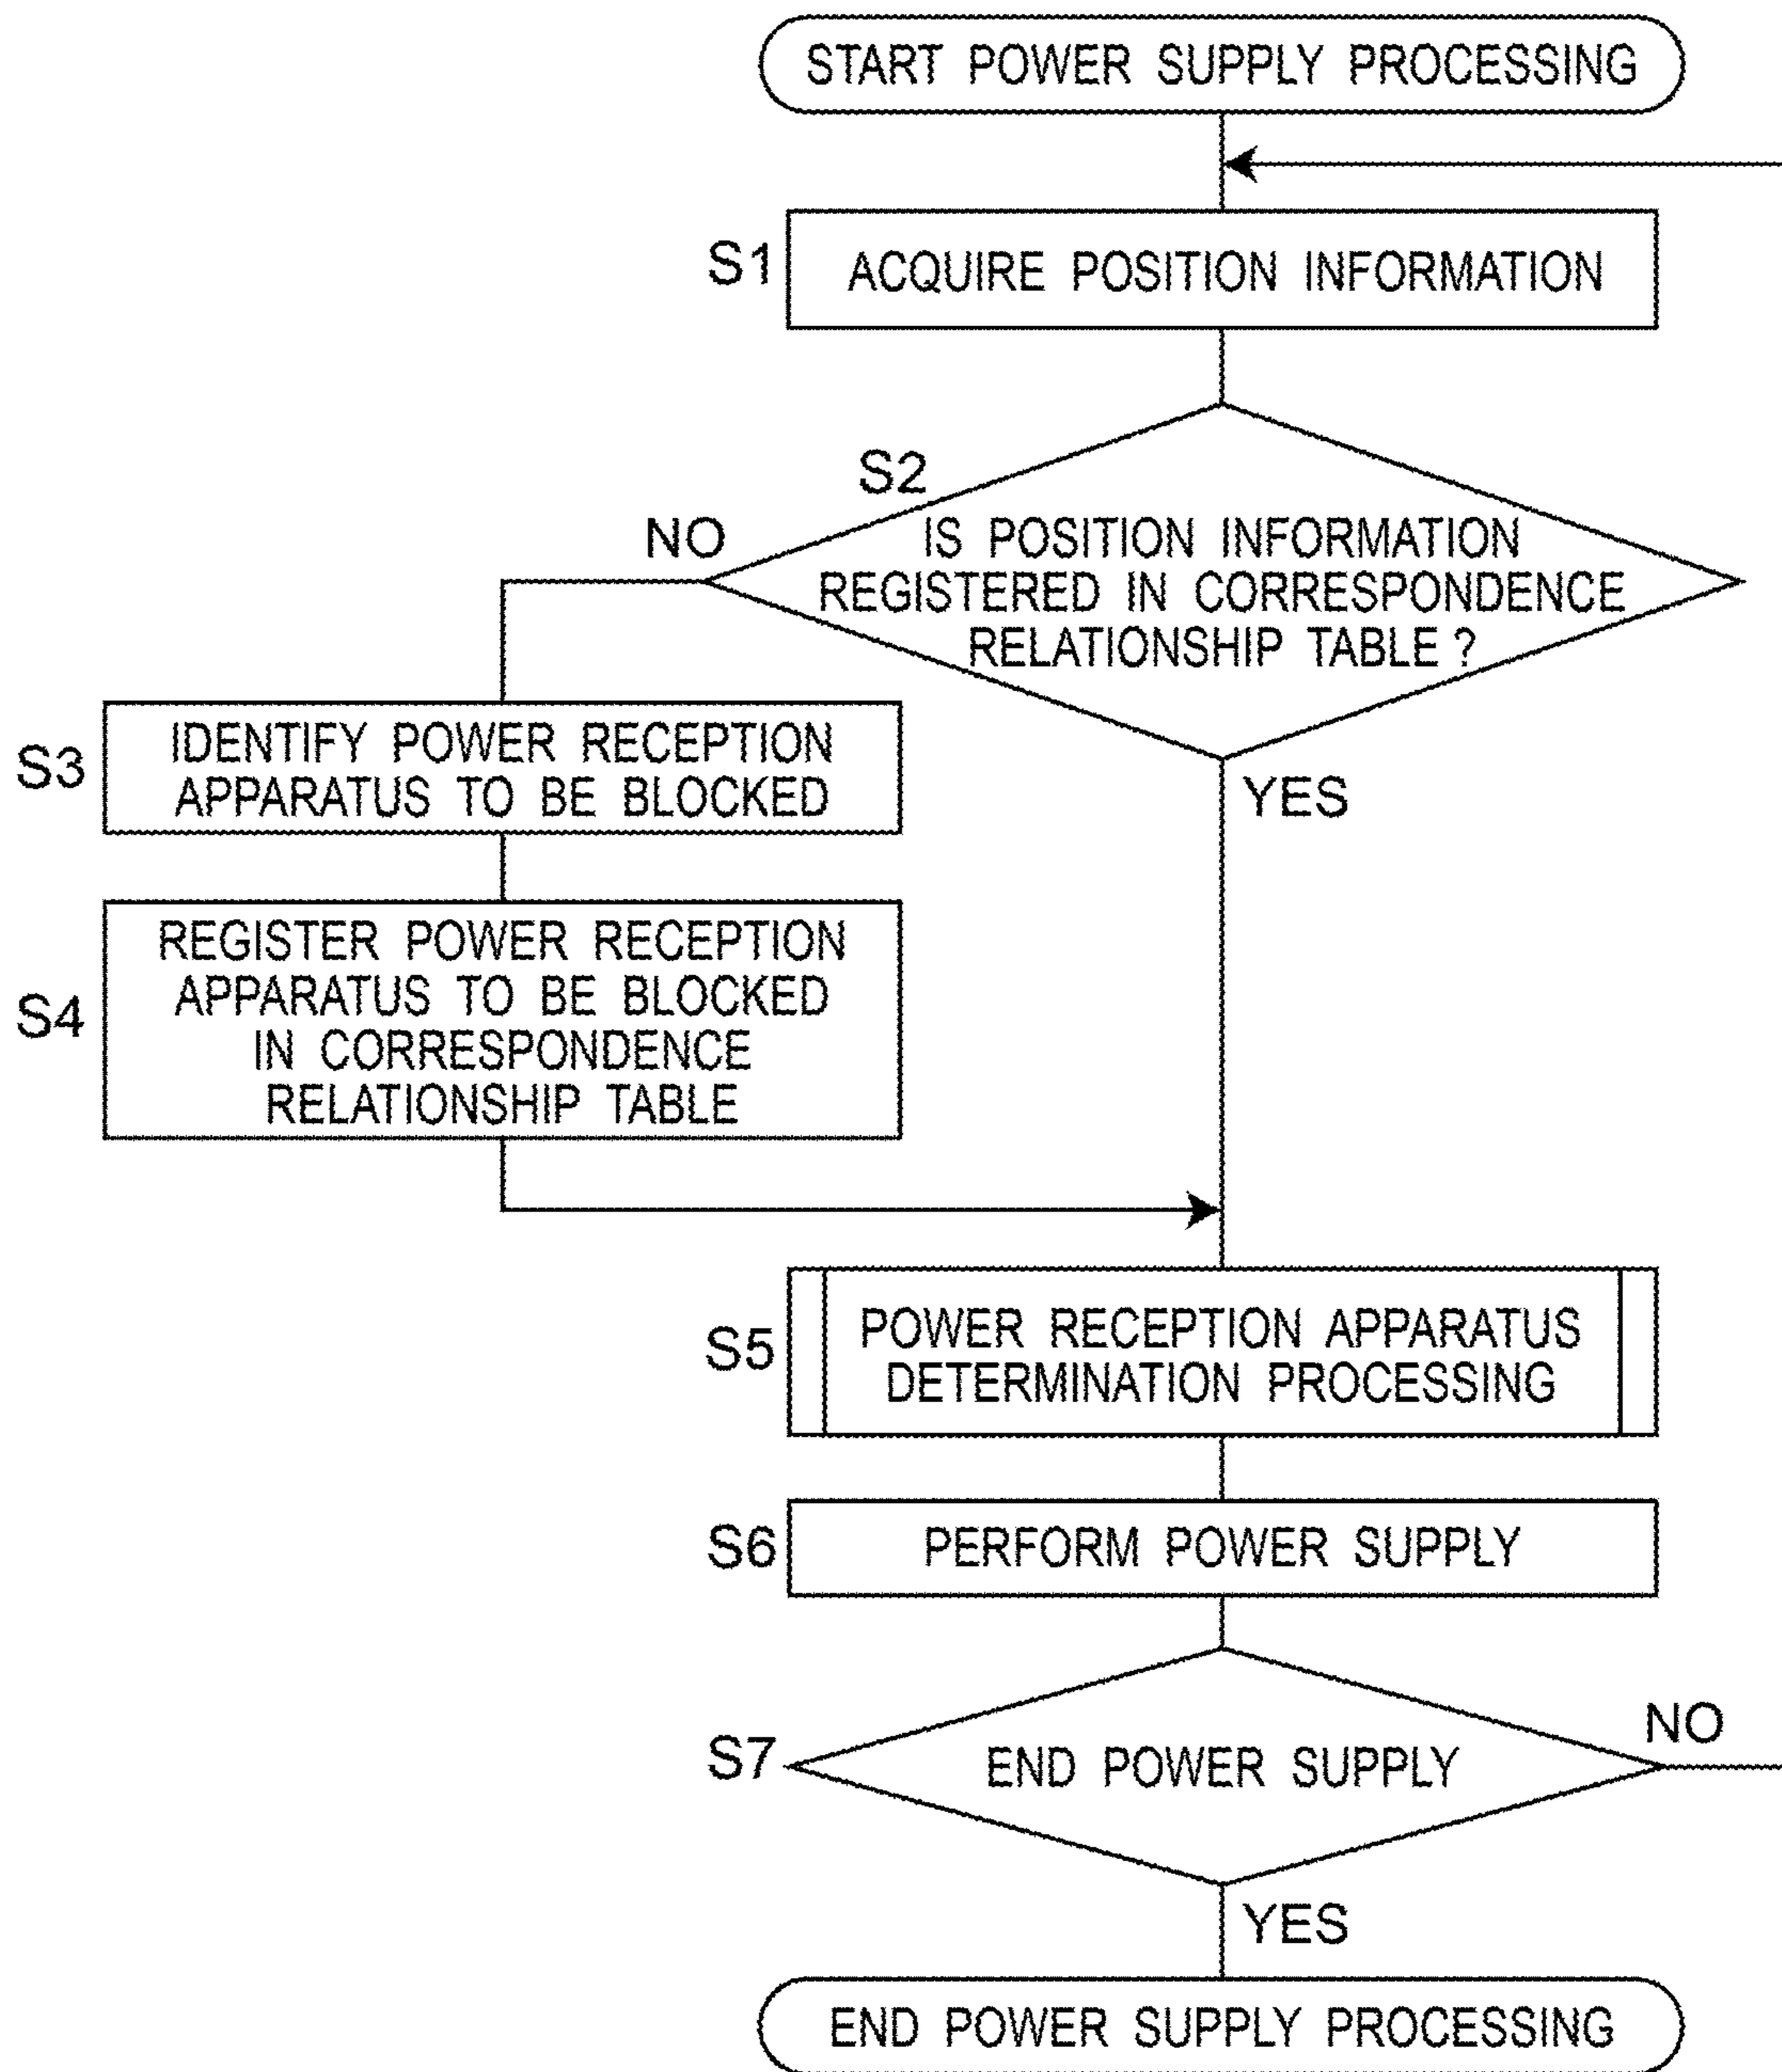 START POWER SUPPLY PROCESSING
S1
ACQUIRE POSITION INFORMATION
S2
NO
IS POSITION INFORMATION
REGISTERED IN CORRESPONDENCE
RELATIONSHIP TABLE ?
YES
S3
IDENTIFY POWER RECEPTION
APPARATUS TO BE BLOCKED
S4
REGISTER POWER RECEPTION
APPARATUS TO BE BLOCKED
IN CORRESPONDENCE
RELATIONSHIP TABLE
S5
POWER RECEPTION APPARATUS
DETERMINATION PROCESSING
S6
PERFORM POWER SUPPLY
S7
END POWER SUPPLY
NO
YES
END POWER SUPPLY PROCESSING